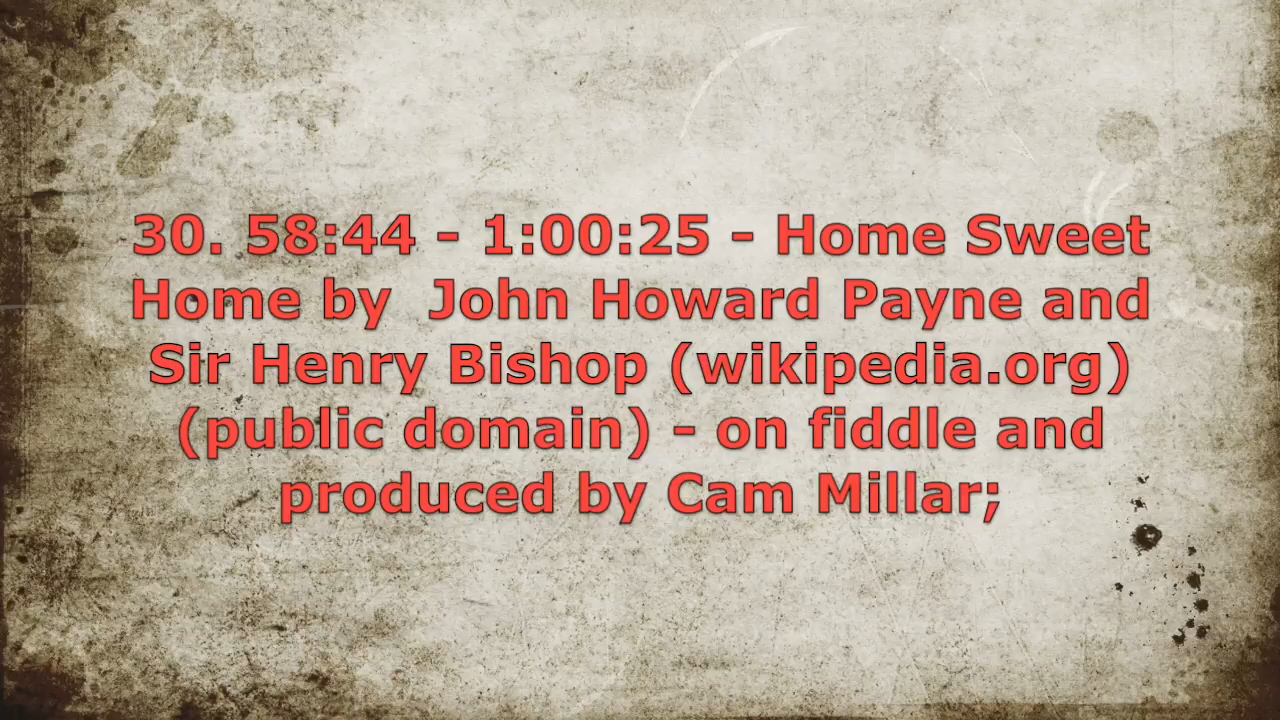 30. 58:44 - 1:00:25 - Home Sweet
Home by  John Howard Payne and
Sir Henry Bishop (wikipedia.org)
(public domain) - on fiddle and
produced by Cam Millar;